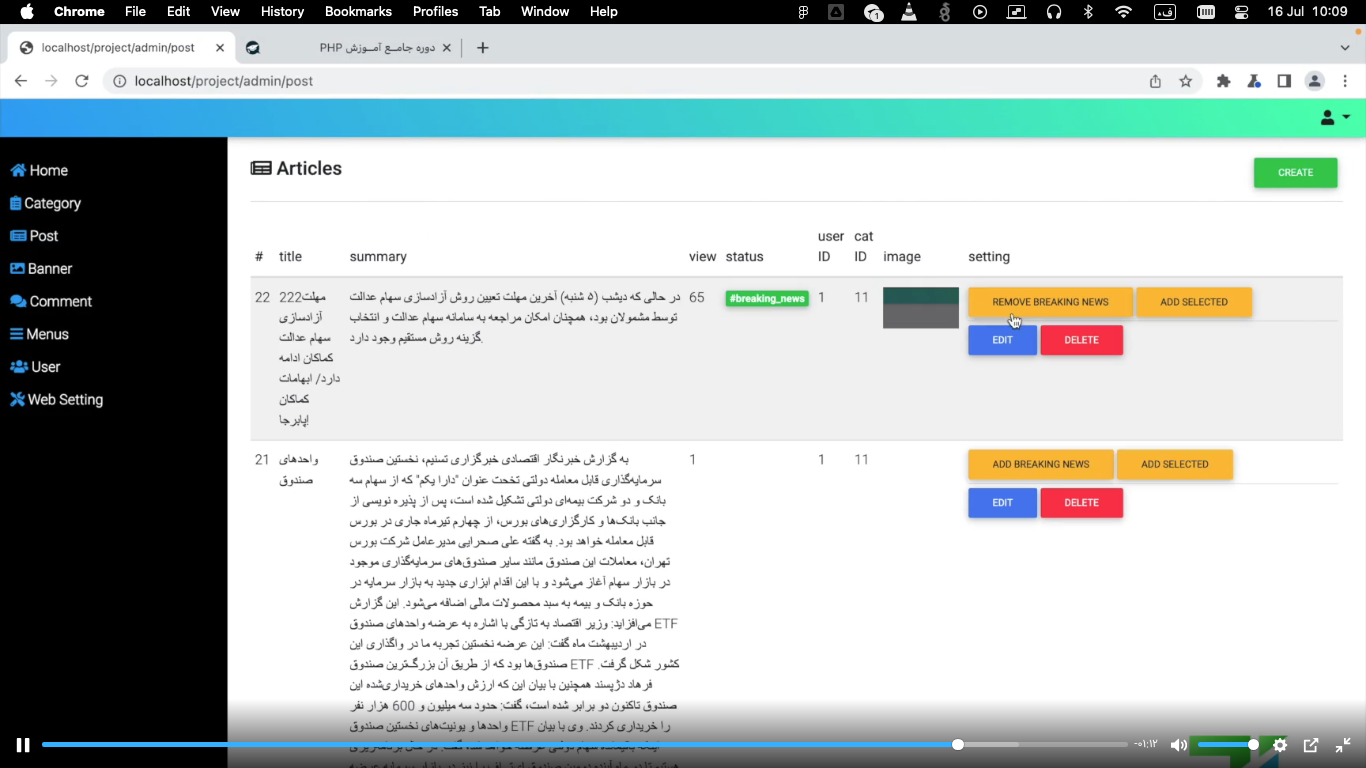 Chrome File Edit View History Bookmarks Profiles Tab Window Help 16 Jul 10:09
localhost/project/admin/post
دوره جامــع آمــوزش PHP
localhost/project/admin/post
Home
Category
Post
Banner
Comment
Menus
User
Web Setting
Articles
CREATE
# title summary view status user ID cat ID image setting
22
222مهلت
آزادسازی
سهام عدالت
کماکان ادامه
دارد/ ابهامات
کماکان
پابرجا!
در حالی که دیشب (۵ شنبه) آخرین مهلت تعیین روش آزادسازی سهام عدالت
توسط مشمولان بود، همچنان امکان مراجعه به سامانه سهام عدالت و انتخاب
گزینه روش مستقیم وجود دارد.
65
#breaking_news
1
11
REMOVE BREAKING NEWS
ADD SELECTED
EDIT
DELETE
21
واحدهای
صندوق
به گزارش خبرنگار اقتصادی خبرگزاری تسنیم، نخستین صندوق
سرمایه‌گذاری قابل معامله دولتی تخت عنوان "دارا یکم" که از سهام سه
بانک و دو شرکت بیمه‌ای دولتی تشکیل شده است، پس از پذیره نویسی از
جانب بانک‌ها و کارگزاری‌های بورس، از چهارم تیرماه جاری در بورس
قابل معامله خواهد بود. به گفته علی صحرایی مدیرعامل شرکت بورس
تهران، معاملات این صندوق مانند سایر صندوق‌های سرمایه‌گذاری موجود
در بازار سهام آغاز می‌شود و با این اقدام ابزاری جدید به بازار سرمایه در
حوزه بانک و بیمه به سبد محصولات مالی اضافه می‌شود. این گزارش
می‌افزاید: وزیر اقتصاد به تازگی با اشاره به عرضه واحدهای صندوق ETF
در اردیبهشت ماه گفت: این عرضه نخستین تجربه ما در واگذاری این
صندوق‌ها بود که از طریق آن بزرگ‌ترین صندوق ETF کشور شکل گرفت.
فرهاد دژپسند همچنین با بیان این که ارزش واحدهای خریداری‌شده این
صندوق تاکنون دو برابر شده است، گفت: حدود سه میلیون و 600 هزار نفر
واحدها و یونیت‌های نخستین صندوق ETF را خریداری کردند. وی با بیان
1
1
11
ADD BREAKING NEWS
ADD SELECTED
EDIT
DELETE
-01:12